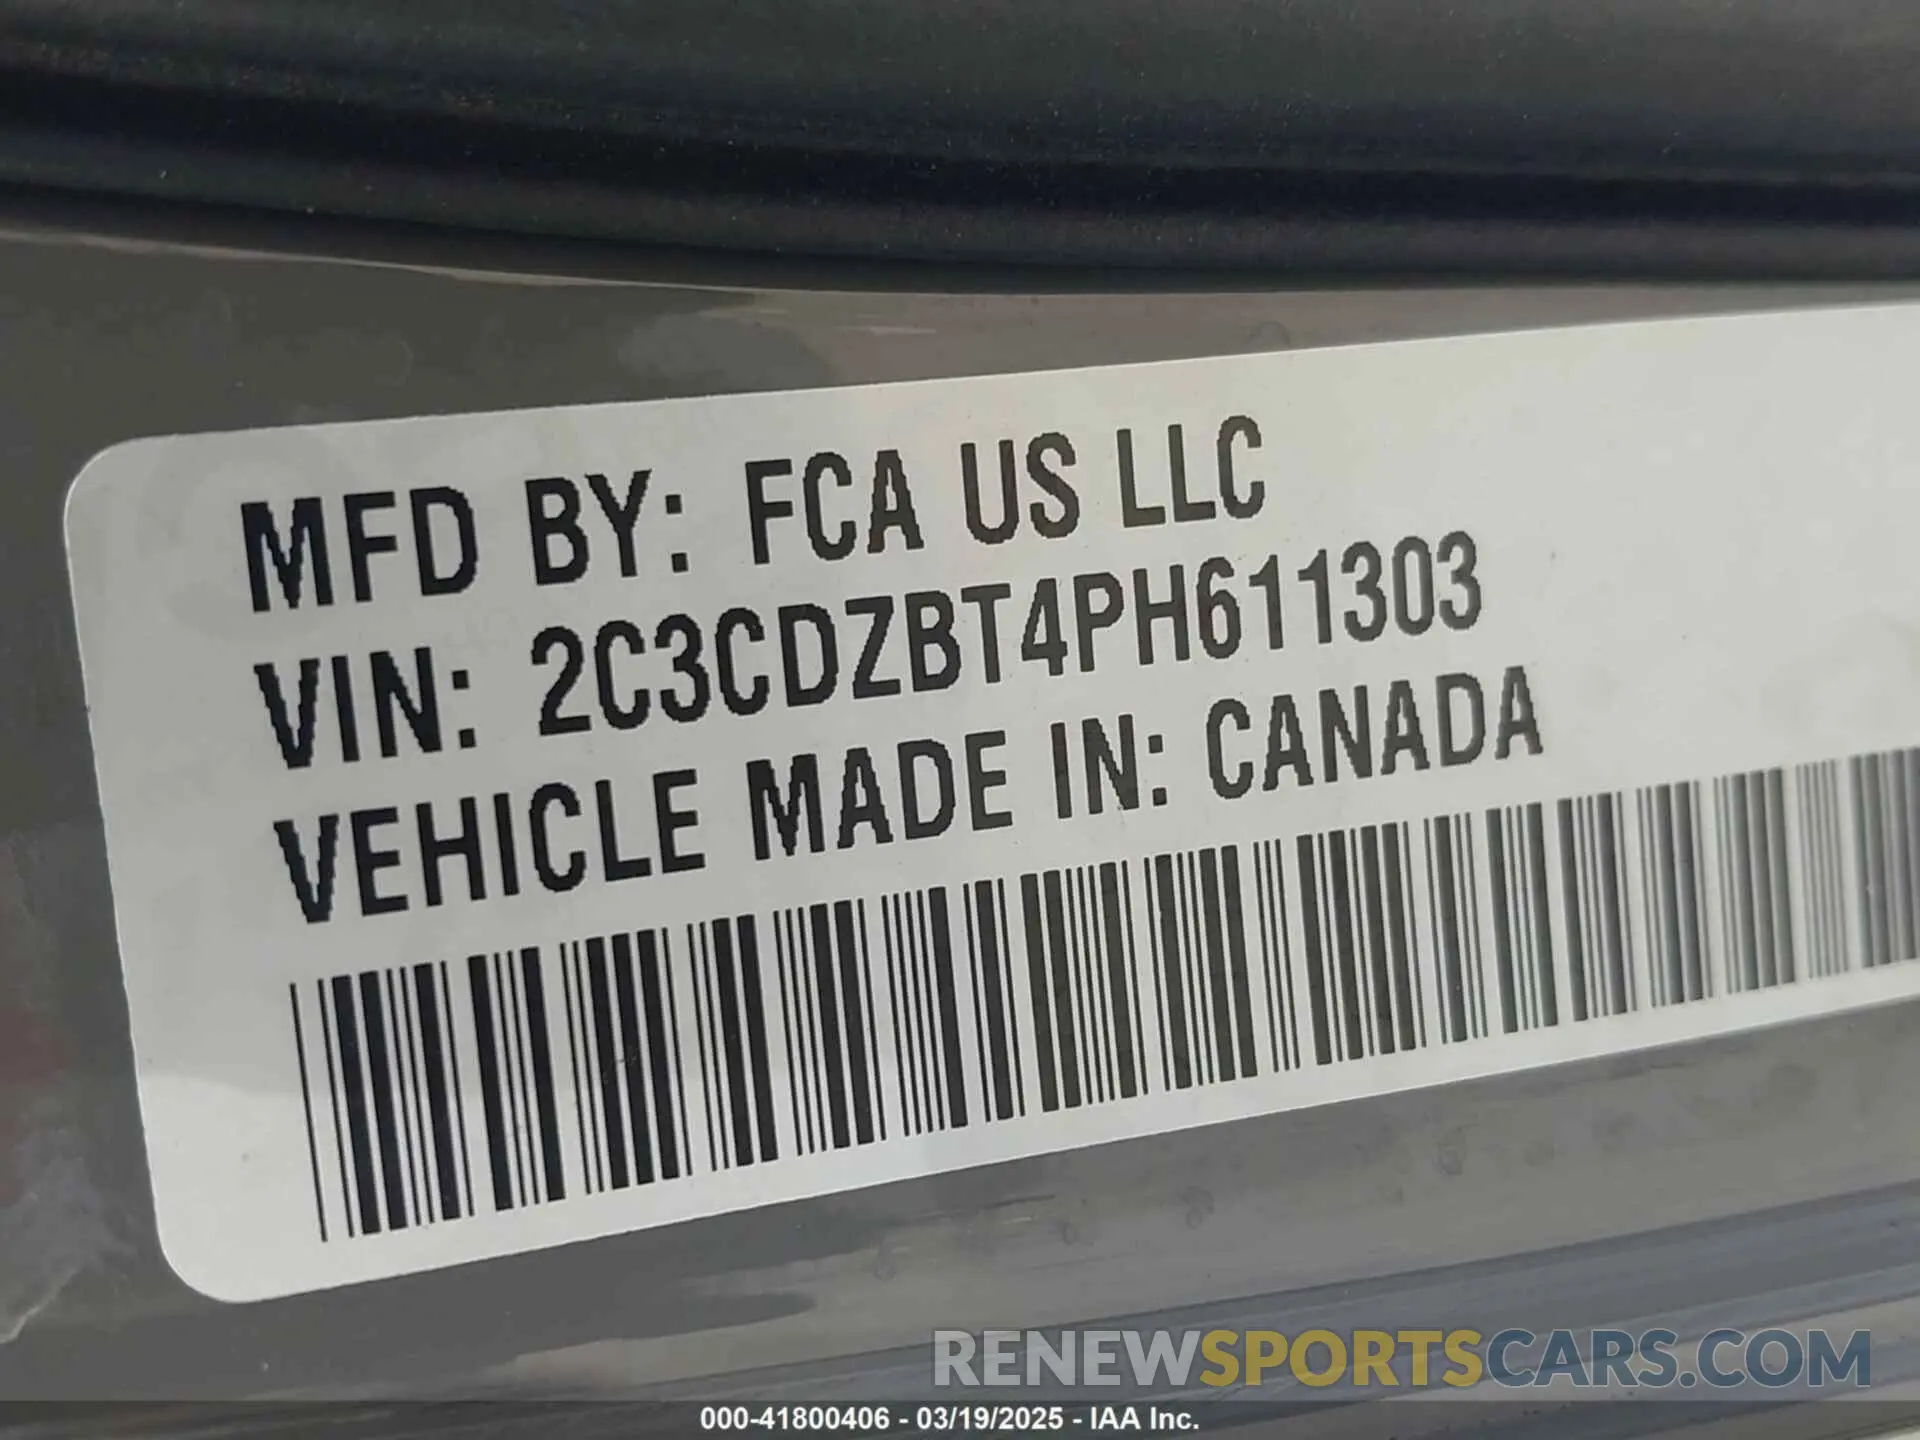 MFD BY: FCA US LLC
VIN: 2C3CDZBT4PH611303
VEHICLE MADE IN: CANADA
RENEWSPORTSCARS.COM
000-41800406 - 03/19/2025 - IAA Inc.